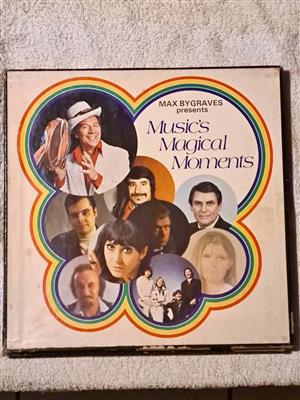 MAX BYGRAVES
presents
Music's
Magical
Moments